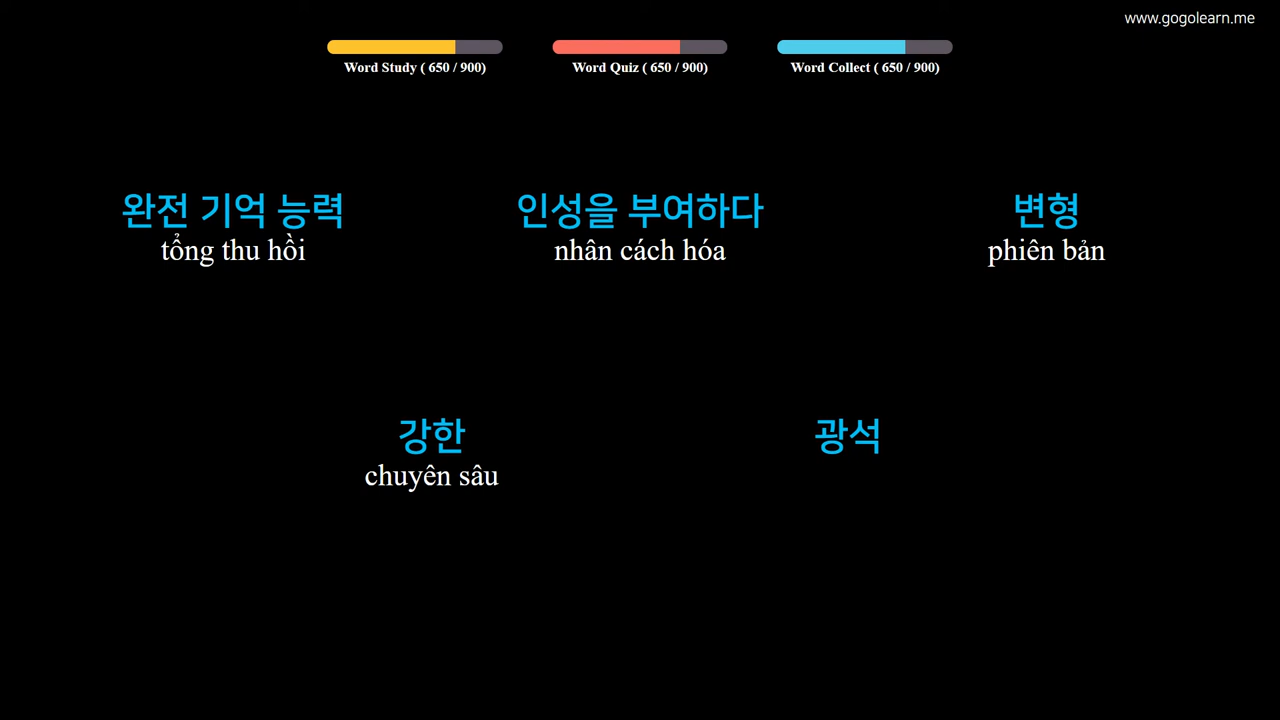 www.gogolearn.me
Word Study ( 650 / 900)
Word Quiz ( 650 / 900)
Word Collect ( 650 / 900)
완전 기억 능력
tổng thu hồi
인성을 부여하다
nhân cách hóa
변형
phiên bản
강한
chuyên sâu
광석